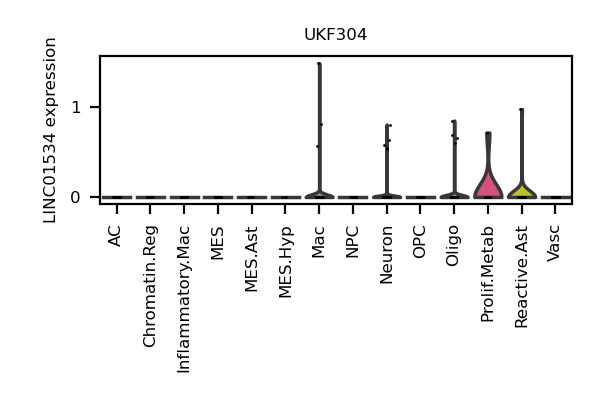 UKF304
LINC01534 expression
1
0
AC
Chromatin.Reg
Inflammatory.Mac
MES
MES.Ast
MES.Hyp
Mac
NPC
Neuron
OPC
Oligo
Prolif.Metab
Reactive.Ast
Vasc